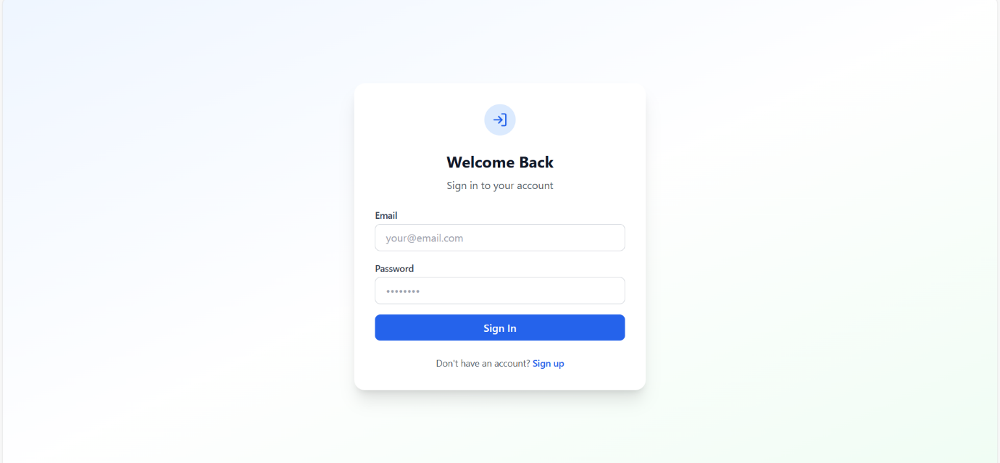 Welcome Back
Sign in to your account
Email
your@email.com
Password
••••••••
Sign In
Don't have an account? Sign up